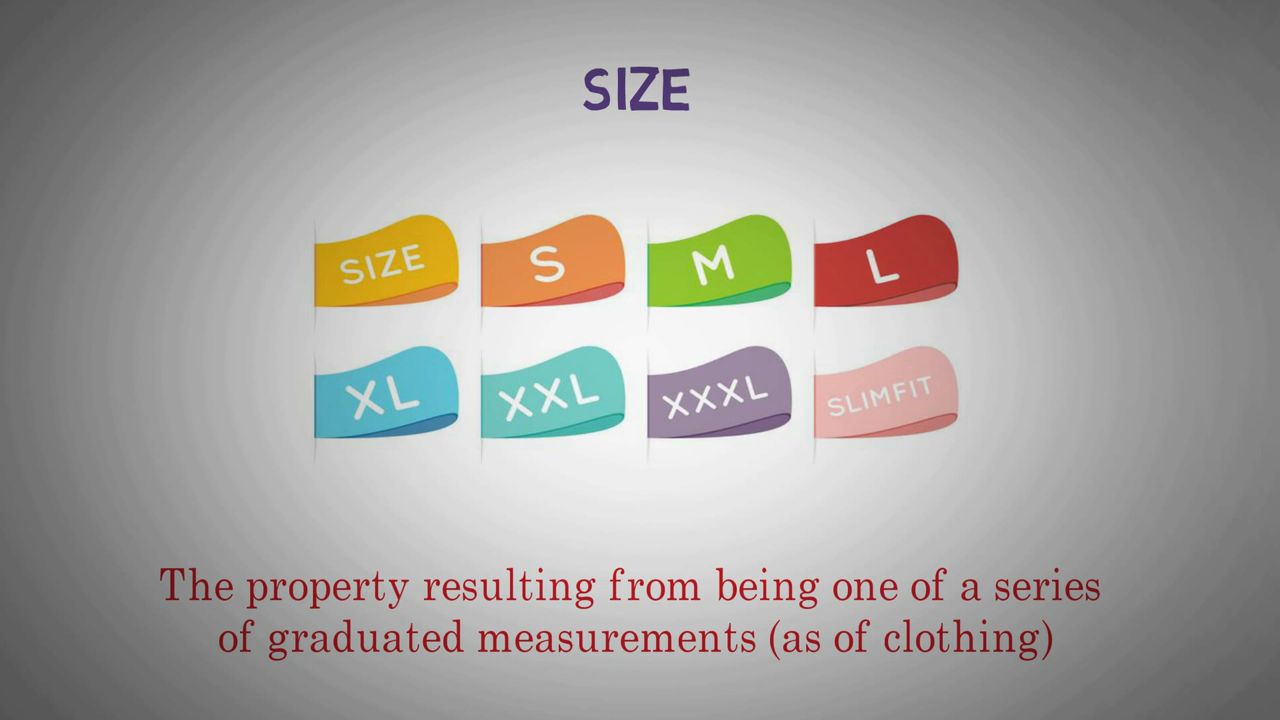 SIZE
SIZE S M L
XL XXL XXXL SLIMFIT
The property resulting from being one of a series
of graduated measurements (as of clothing)